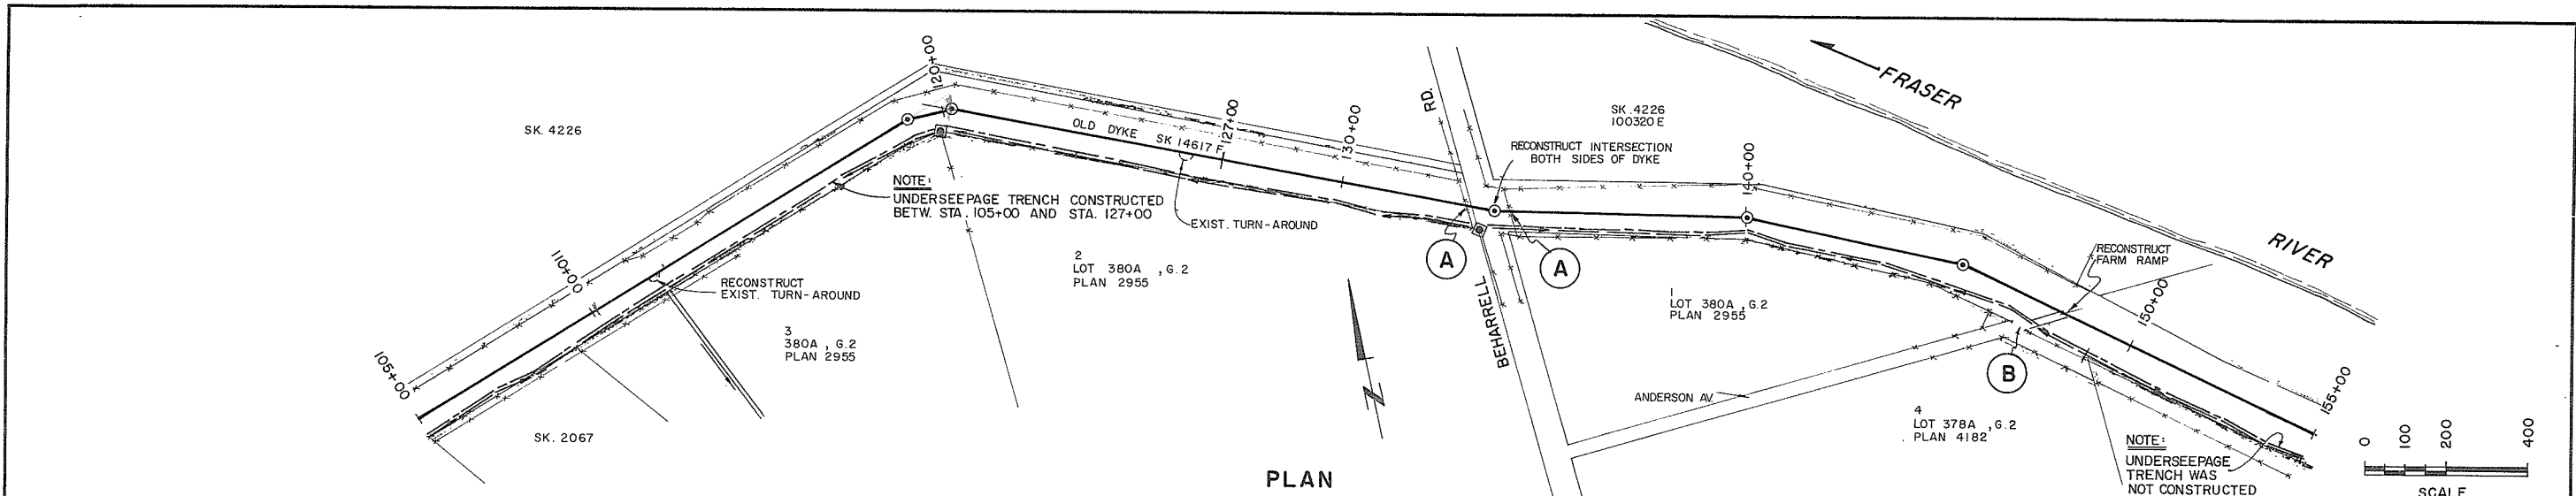 SK. 4226
105+00
110+00
120+00
127+00
130+00
140+00
150+00
155+00
OLD DYKE SK 14617 F
RD.
BEHARRELL
SK. 4226
100320 E
FRASER
RIVER
RECONSTRUCT INTERSECTION
BOTH SIDES OF DYKE
NOTE:
UNDERSEEPAGE TRENCH CONSTRUCTED
BETW. STA. 105+00 AND STA. 127+00
EXIST. TURN-AROUND
RECONSTRUCT
EXIST. TURN-AROUND
RECONSTRUCT
FARM RAMP
A
A
B
2
LOT 380A , G.2
PLAN 2955
3
380A , G.2
PLAN 2955
1
LOT 380A , G.2
PLAN 2955
4
LOT 378A , G.2
PLAN 4182
SK. 2067
ANDERSON AV.
N
NOTE:
UNDERSEEPAGE
TRENCH WAS
NOT CONSTRUCTED
PLAN
0 100 200 400
SCALE